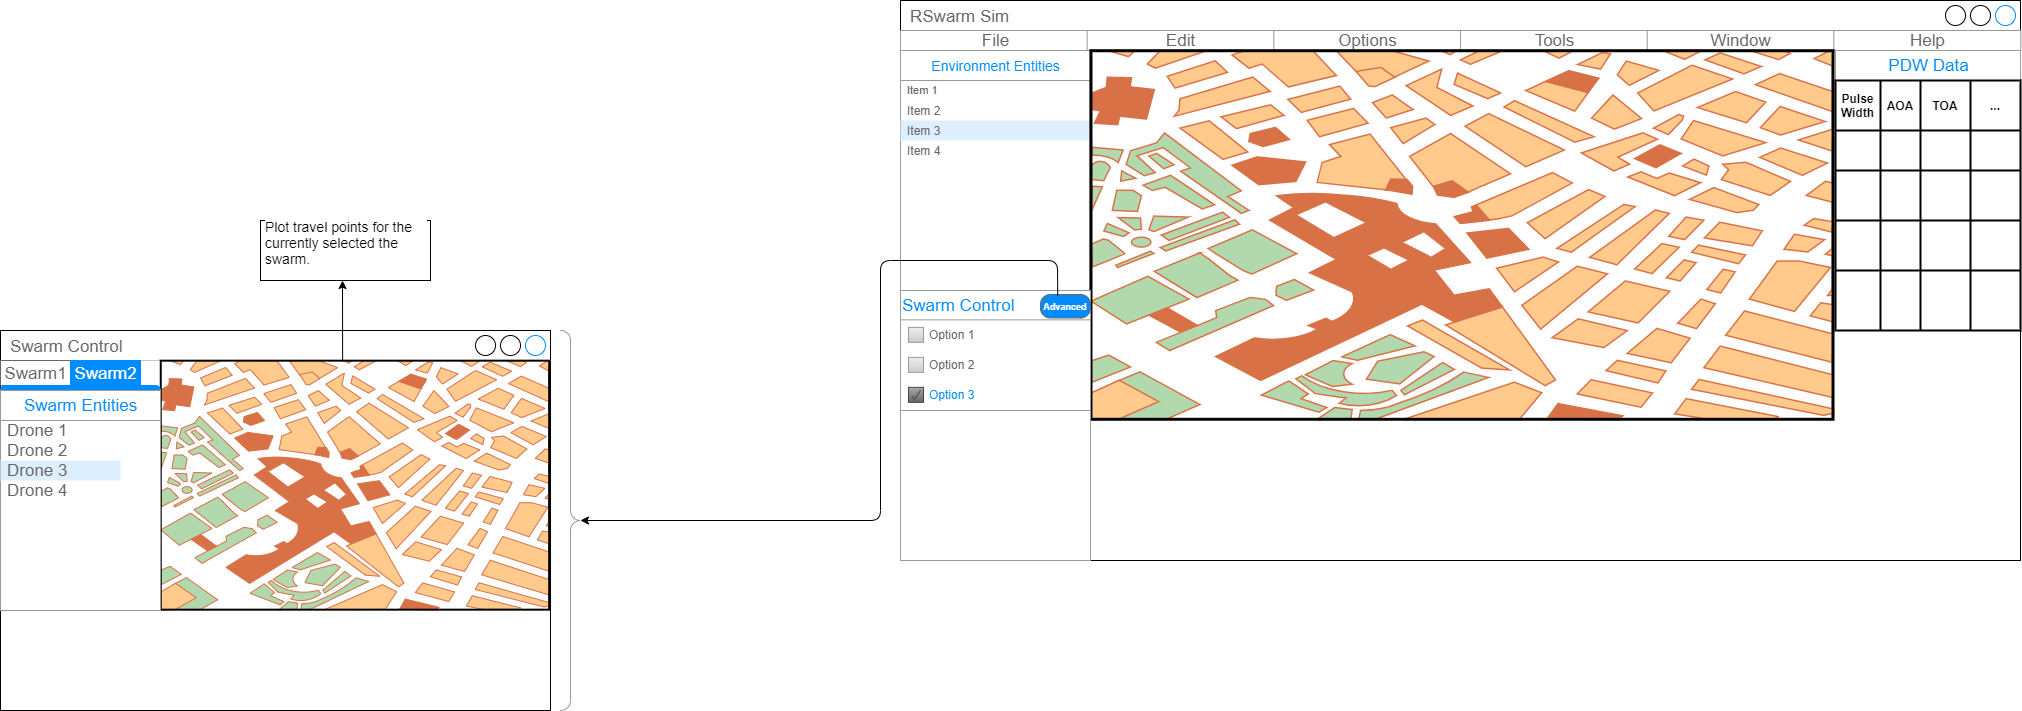 RSwarm Sim
File Edit Options Tools Window Help
Environment Entities
Item 1
Item 2
Item 3
Item 4
PDW Data
Pulse
Width
AOA
TOA
...
Swarm Control
Advanced
Option 1
Option 2
Option 3
Plot travel points for the
currently selected the
swarm.
Swarm Control
Swarm1 Swarm2
Swarm Entities
Drone 1
Drone 2
Drone 3
Drone 4